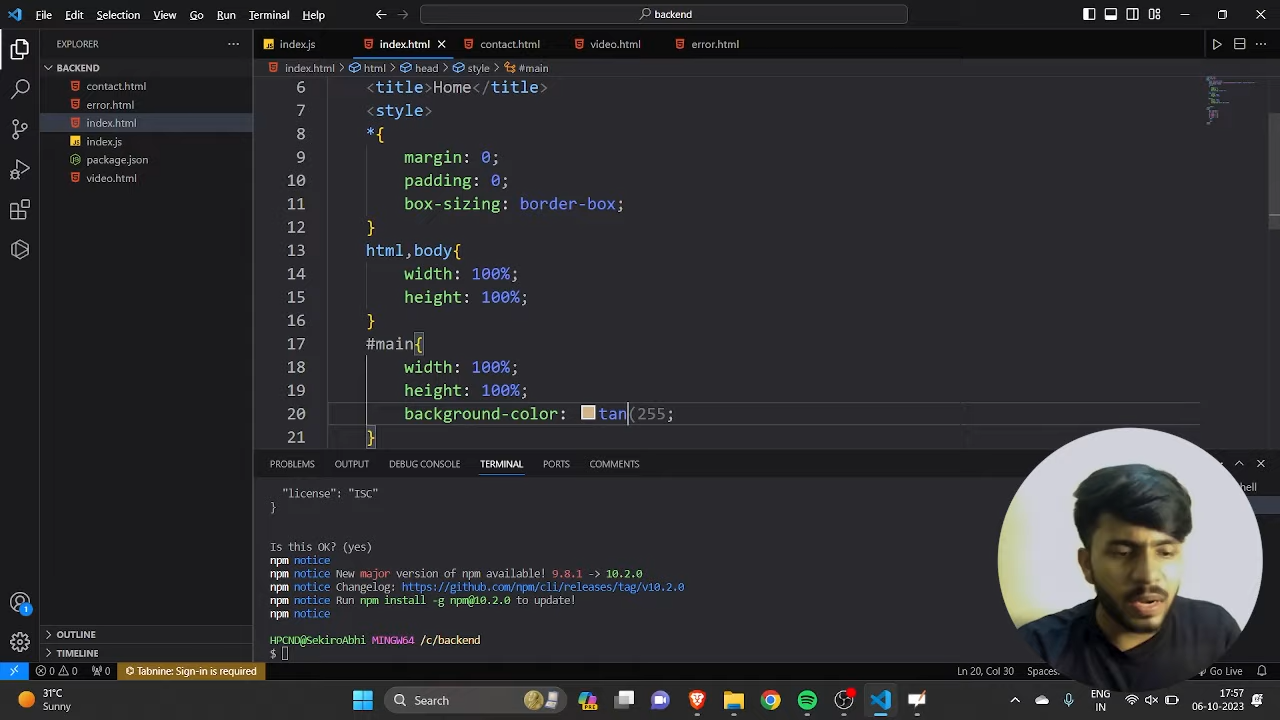 File Edit Selection View Go Run Terminal Help
backend
EXPLORER
index.js
index.html
contact.html
video.html
error.html
BACKEND
index.html > html > head > style > #main
contact.html
error.html
index.html
index.js
package.json
video.html
6 <title>Home</title>
7 <style>
8 *{
9 margin: 0;
10 padding: 0;
11 box-sizing: border-box;
12 }
13 html,body{
14 width: 100%;
15 height: 100%;
16 }
17 #main{
18 width: 100%;
19 height: 100%;
20 background-color: tan(255;
21 }
PROBLEMS OUTPUT DEBUG CONSOLE TERMINAL PORTS COMMENTS
"license": "ISC"
}
Is this OK? (yes)
npm notice
npm notice New major version of npm available! 9.8.1 -> 10.2.0
npm notice Changelog: https://github.com/npm/cli/releases/tag/v10.2.0
npm notice Run npm install -g npm@10.2.0 to update!
npm notice
HPCND@SekiroAbhi MINGW64 /c/backend
$
OUTLINE
TIMELINE
0 0 0 Tabnine: Sign-in is required
Ln 20, Col 30
Go Live
31°C
Sunny
Search
ENG
IN
17:57
06-10-2023